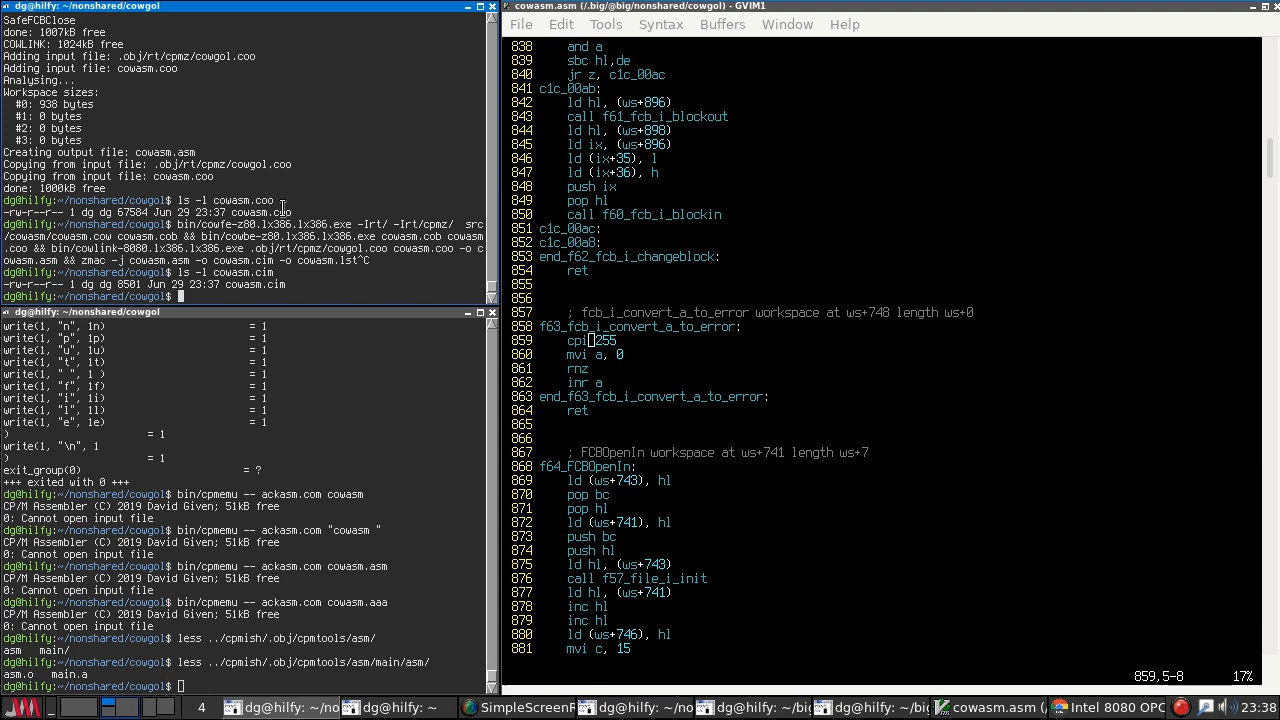 dg@hilfy: ~/nonshared/cowgol
SafeFCBClose
done: 1007kB free
COWLINK: 1024kB free
Adding input file: .obj/rt/cpmz/cowgol.coo
Adding input file: cowasm.coo
Analysing...
Workspace sizes:
#0: 938 bytes
#1: 0 bytes
#2: 0 bytes
#3: 0 bytes
Creating output file: cowasm.asm
Copying from input file: .obj/rt/cpmz/cowgol.coo
Copying from input file: cowasm.coo
done: 1000kB free
dg@hilfy:~/nonshared/cowgol$ ls -l cowasm.coo
-rw-r--r-- 1 dg dg 67584 Jun 29 23:37 cowasm.coo
dg@hilfy:~/nonshared/cowgol$ bin/cowfe-z80.lx386.lx386.exe -Irt/ -Irt/cpmz/  src
/cowasm/cowasm.cow cowasm.cob && bin/cowbe-z80.lx386.lx386.exe cowasm.cob cowasm
.coo && bin/cowlink-8080.lx386.lx386.exe .obj/rt/cpmz/cowgol.coo cowasm.coo -o c
owasm.asm && zmac -j cowasm.asm -o cowasm.cim -o cowasm.lst^C
dg@hilfy:~/nonshared/cowgol$ ls -l cowasm.cim
-rw-r--r-- 1 dg dg 8501 Jun 29 23:37 cowasm.cim
dg@hilfy:~/nonshared/cowgol$
dg@hilfy: ~/nonshared/cowgol
write(1, "n", 1n) = 1
write(1, "p", 1p) = 1
write(1, "u", 1u) = 1
write(1, "t", 1t) = 1
write(1, " ", 1 ) = 1
write(1, "f", 1f) = 1
write(1, "i", 1i) = 1
write(1, "l", 1l) = 1
write(1, "e", 1e) = 1
) = 1
write(1, "\n", 1
) = 1
exit_group(0) = ?
+++ exited with 0 +++
dg@hilfy:~/nonshared/cowgol$ bin/cpmemu -- ackasm.com cowasm
CP/M Assembler (C) 2019 David Given; 51kB free
0: Cannot open input file
dg@hilfy:~/nonshared/cowgol$ bin/cpmemu -- ackasm.com "cowasm "
CP/M Assembler (C) 2019 David Given; 51kB free
0: Cannot open input file
dg@hilfy:~/nonshared/cowgol$ bin/cpmemu -- ackasm.com cowasm.asm
CP/M Assembler (C) 2019 David Given; 51kB free
0: Cannot open input file
dg@hilfy:~/nonshared/cowgol$ bin/cpmemu -- ackasm.com cowasm.aaa
CP/M Assembler (C) 2019 David Given; 51kB free
0: Cannot open input file
dg@hilfy:~/nonshared/cowgol$ less ../cpmish/.obj/cpmtools/asm/
asm   main/
dg@hilfy:~/nonshared/cowgol$ less ../cpmish/.obj/cpmtools/asm/main/asm/
asm.o   main.a
dg@hilfy:~/nonshared/cowgol$
cowasm.asm (/.big/@big/nonshared/cowgol) - GVIM1
File Edit Tools Syntax Buffers Window Help
838     and a
839     sbc hl,de
840     jr z, c1c_00ac
841 c1c_00ab:
842     ld hl, (ws+896)
843     call f61_fcb_i_blockout
844     ld hl, (ws+898)
845     ld ix, (ws+896)
846     ld (ix+35), l
847     ld (ix+36), h
848     push ix
849     pop hl
850     call f60_fcb_i_blockin
851 c1c_00ac:
852 c1c_00a8:
853 end_f62_fcb_i_changeblock:
854     ret
855
856
857     ; fcb_i_convert_a_to_error workspace at ws+748 length ws+0
858 f63_fcb_i_convert_a_to_error:
859     cpi 255
860     mvi a, 0
861     rnz
862     inr a
863 end_f63_fcb_i_convert_a_to_error:
864     ret
865
866
867     ; FCBOpenIn workspace at ws+741 length ws+7
868 f64_FCBOpenIn:
869     ld (ws+743), hl
870     pop bc
871     pop hl
872     ld (ws+741), hl
873     push bc
874     push hl
875     ld hl, (ws+743)
876     call f57_file_i_init
877     ld hl, (ws+741)
878     inc hl
879     inc hl
880     ld (ws+746), hl
881     mvi c, 15
859,5-8 17%
4 dg@hilfy: ~/no dg@hilfy: ~ SimpleScreenR dg@hilfy: ~/no dg@hilfy: ~/big dg@hilfy: ~/big cowasm.asm ( Intel 8080 OPC 23:38